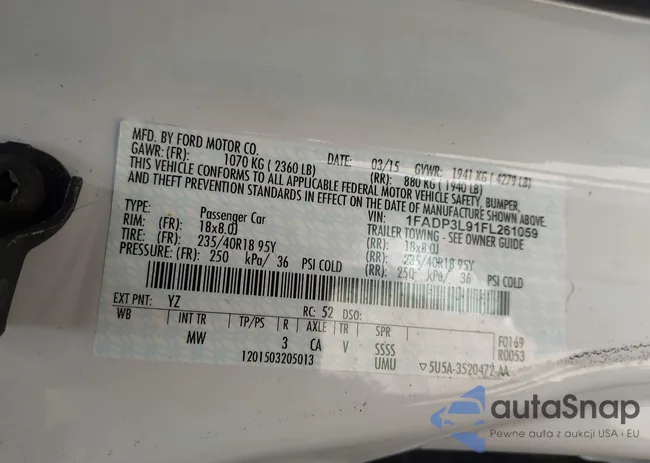 MFD. BY FORD MOTOR CO.
DATE: 03/15 GVWR: 1941 KG ( 4279 LB)
GAWR: (FR): 1070 KG ( 2360 LB) (RR): 880 KG ( 1940 LB)
THIS VEHICLE CONFORMS TO ALL APPLICABLE FEDERAL MOTOR VEHICLE SAFETY, BUMPER,
AND THEFT PREVENTION STANDARDS IN EFFECT ON THE DATE OF MANUFACTURE SHOWN ABOVE.
VIN: 1FADP3L91FL261059
TYPE: Passenger Car TRAILER TOWING - SEE OWNER GUIDE
RIM: (FR) 18x8.0J (RR) 18x8.0J
TIRE: (FR) 235/40R18 95Y (RR) 235/40R18 95Y
PRESSURE: (FR) 250 kPa/ 36 PSI COLD (RR) 250 kPa/ 36 PSI COLD
EXT PNT: YZ RC: 52 DSO:
WB INT TR TP/PS R AXLE TR SPR F0169
MW 3 CA V SSSS R0053
1201503205013 UMU ▽5U5A-3520472-AA
autaSnap
Pewne auta z aukcji USA i EU